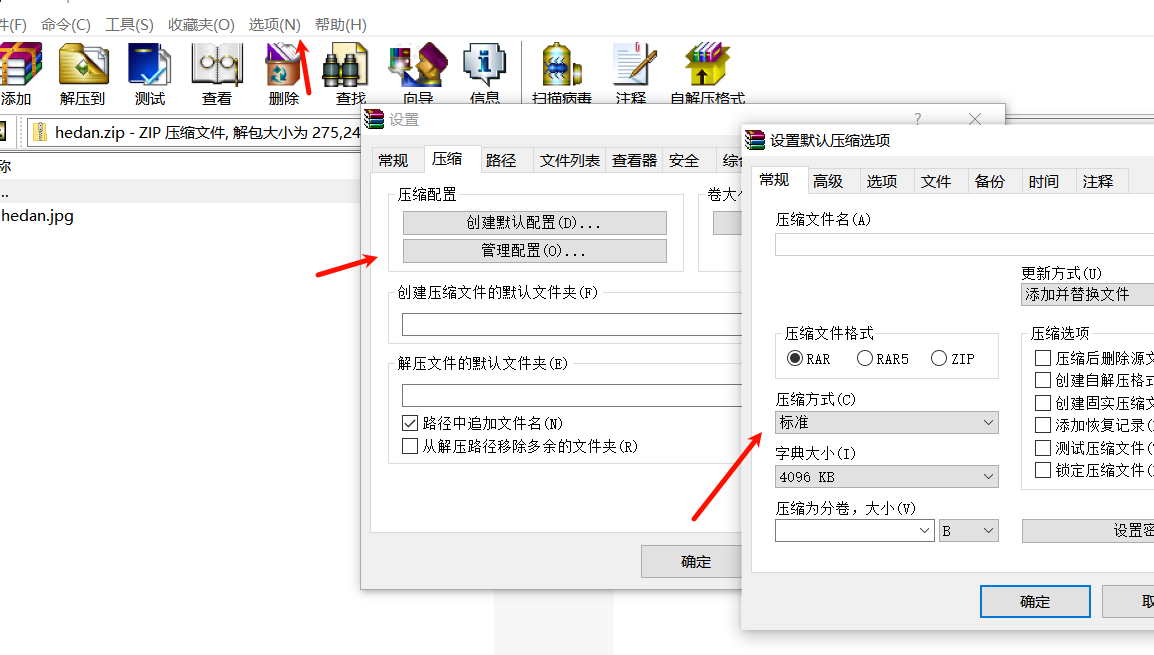 件(F) 命令(C) 工具(S) 收藏夹(O) 选项(N) 帮助(H)
添加 解压到 测试 查看 删除 查找 向导 信息 扫描病毒 注释 自解压格式
hedan.zip - ZIP 压缩文件, 解包大小为 275,24
称
..
hedan.jpg
设置
?
常规 压缩 路径 文件列表 查看器 安全 综合
压缩配置
创建默认配置(D)...
管理配置(O)...
卷大小
创建压缩文件的默认文件夹(F)
解压文件的默认文件夹(E)
路径中追加文件名(N)
从解压路径移除多余的文件夹(R)
确定
设置默认压缩选项
常规 高级 选项 文件 备份 时间 注释
压缩文件名(A)
更新方式(U)
添加并替换文件
压缩文件格式
RAR RAR5 ZIP
压缩方式(C)
标准
字典大小(I)
4096 KB
压缩为分卷，大小(V)
B
压缩选项
压缩后删除源文
创建自解压格式
创建固实压缩文
添加恢复记录(
测试压缩文件(
锁定压缩文件(
设置密
确定
取